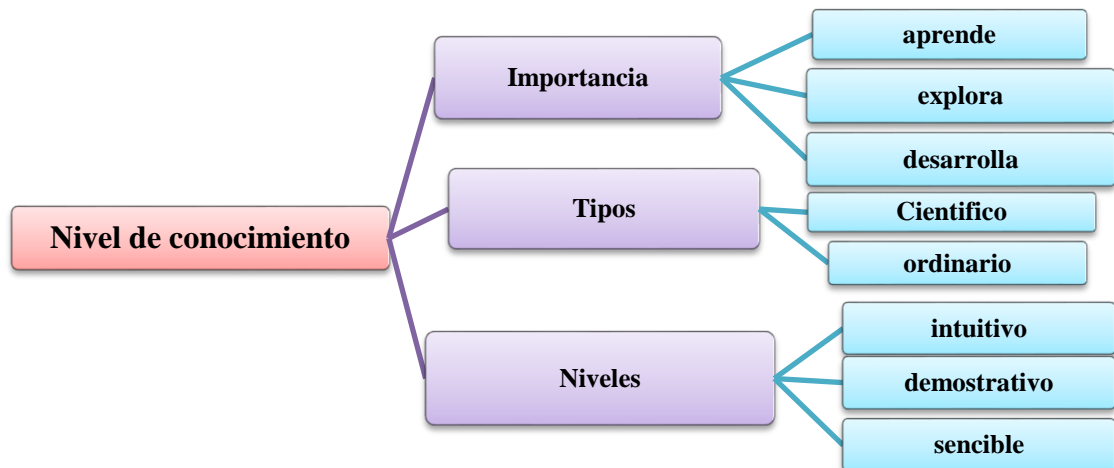 Nivel de conocimiento
Importancia
aprende
explora
desarrolla
Tipos
Cientifico
ordinario
Niveles
intuitivo
demostrativo
sencible